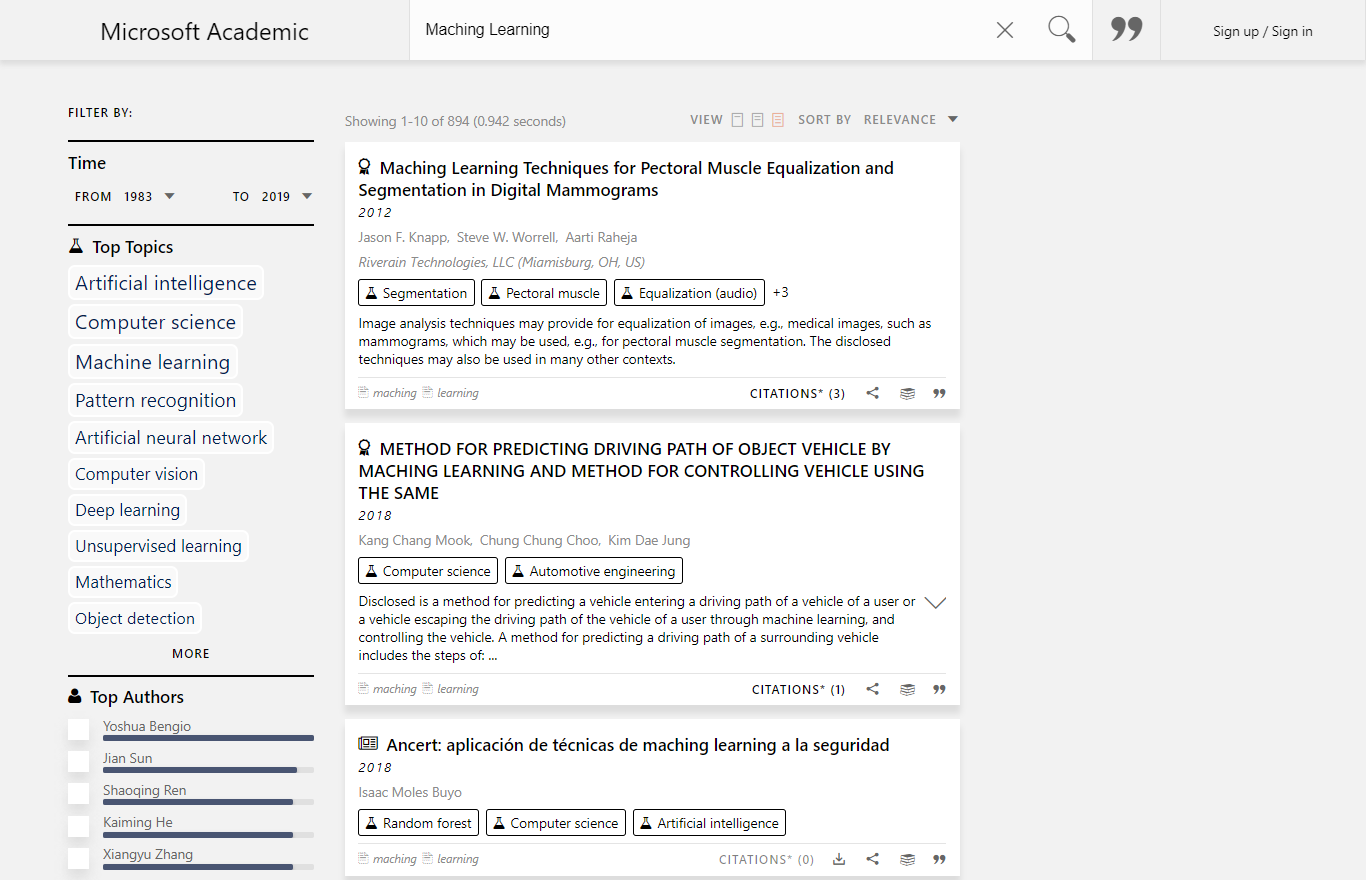 Microsoft Academic
Maching Learning
Sign up / Sign in
FILTER BY:
Time
FROM 1983
TO 2019
Top Topics
Artificial intelligence
Computer science
Machine learning
Pattern recognition
Artificial neural network
Computer vision
Deep learning
Unsupervised learning
Mathematics
Object detection
MORE
Top Authors
Yoshua Bengio
Jian Sun
Shaoqing Ren
Kaiming He
Xiangyu Zhang
Showing 1-10 of 894 (0.942 seconds)
VIEW
SORT BY RELEVANCE
Maching Learning Techniques for Pectoral Muscle Equalization and
Segmentation in Digital Mammograms
2012
Jason F. Knapp, Steve W. Worrell, Aarti Raheja
Riverain Technologies, LLC (Miamisburg, OH, US)
Segmentation Pectoral muscle Equalization (audio) +3
Image analysis techniques may provide for equalization of images, e.g., medical images, such as
mammograms, which may be used, e.g., for pectoral muscle segmentation. The disclosed
techniques may also be used in many other contexts.
maching learning CITATIONS* (3)
METHOD FOR PREDICTING DRIVING PATH OF OBJECT VEHICLE BY
MACHING LEARNING AND METHOD FOR CONTROLLING VEHICLE USING
THE SAME
2018
Kang Chang Mook, Chung Chung Choo, Kim Dae Jung
Computer science Automotive engineering
Disclosed is a method for predicting a vehicle entering a driving path of a vehicle of a user or
a vehicle escaping the driving path of the vehicle of a user through machine learning, and
controlling the vehicle. A method for predicting a driving path of a surrounding vehicle
includes the steps of: ...
maching learning CITATIONS* (1)
Ancert: aplicación de técnicas de maching learning a la seguridad
2018
Isaac Moles Buyo
Random forest Computer science Artificial intelligence
maching learning CITATIONS* (0)